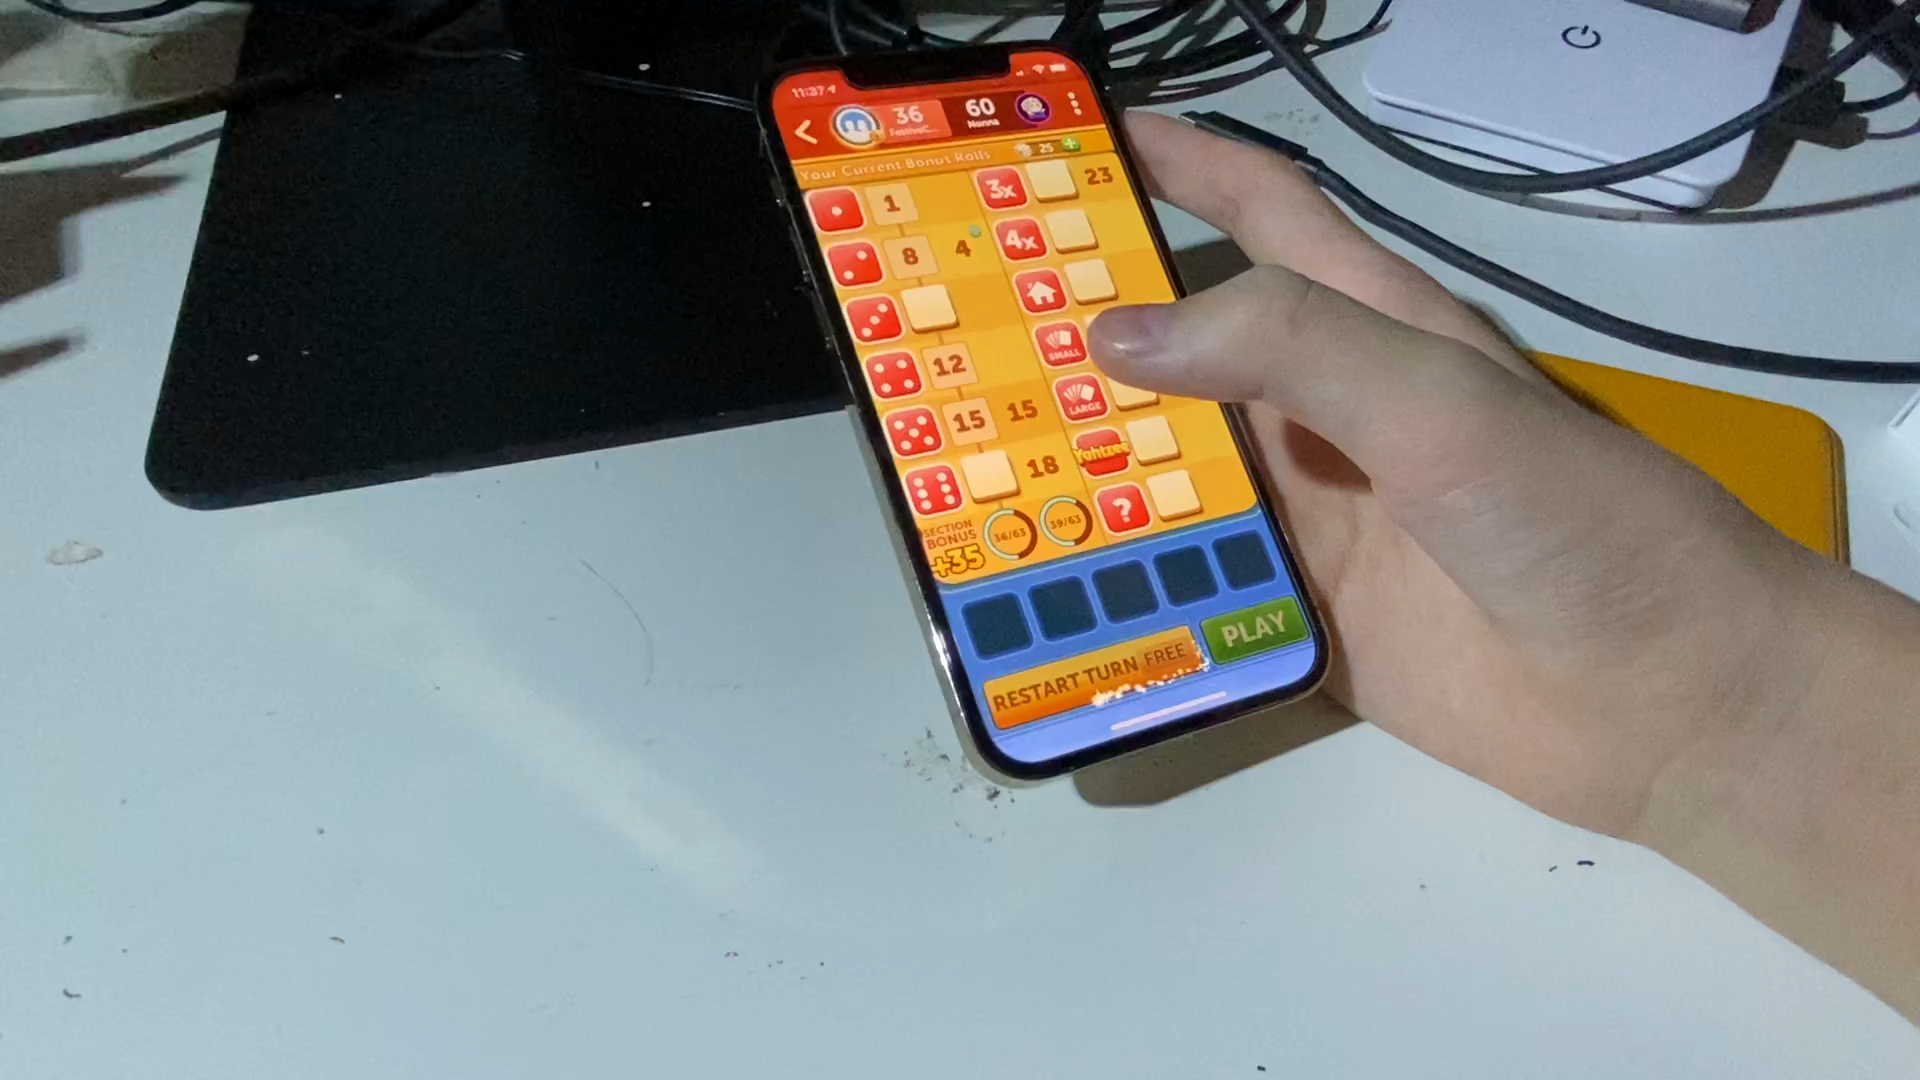 11:37
36 60
FestiveC... Nonna
Your Current Bonus Rolls 25
1 3x 23
8 4 4x
12 SMALL
15 15 LARGE
18 Yahtzee
SECTION BONUS +35 36/63 39/63 ?
RESTART TURN FREE PLAY